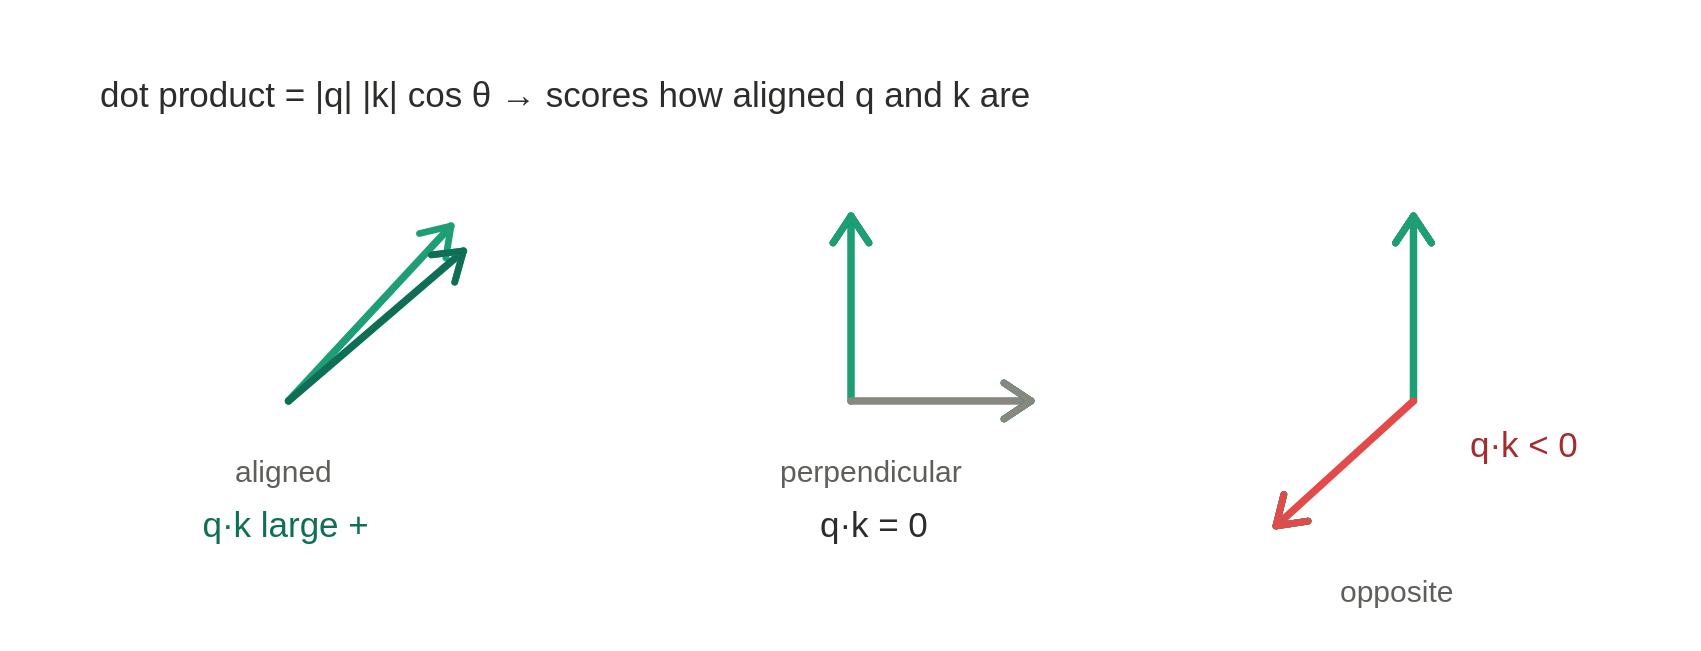 dot product = |q| |k| cos θ → scores how aligned q and k are
aligned
q·k large +
perpendicular
q·k = 0
q·k < 0
opposite